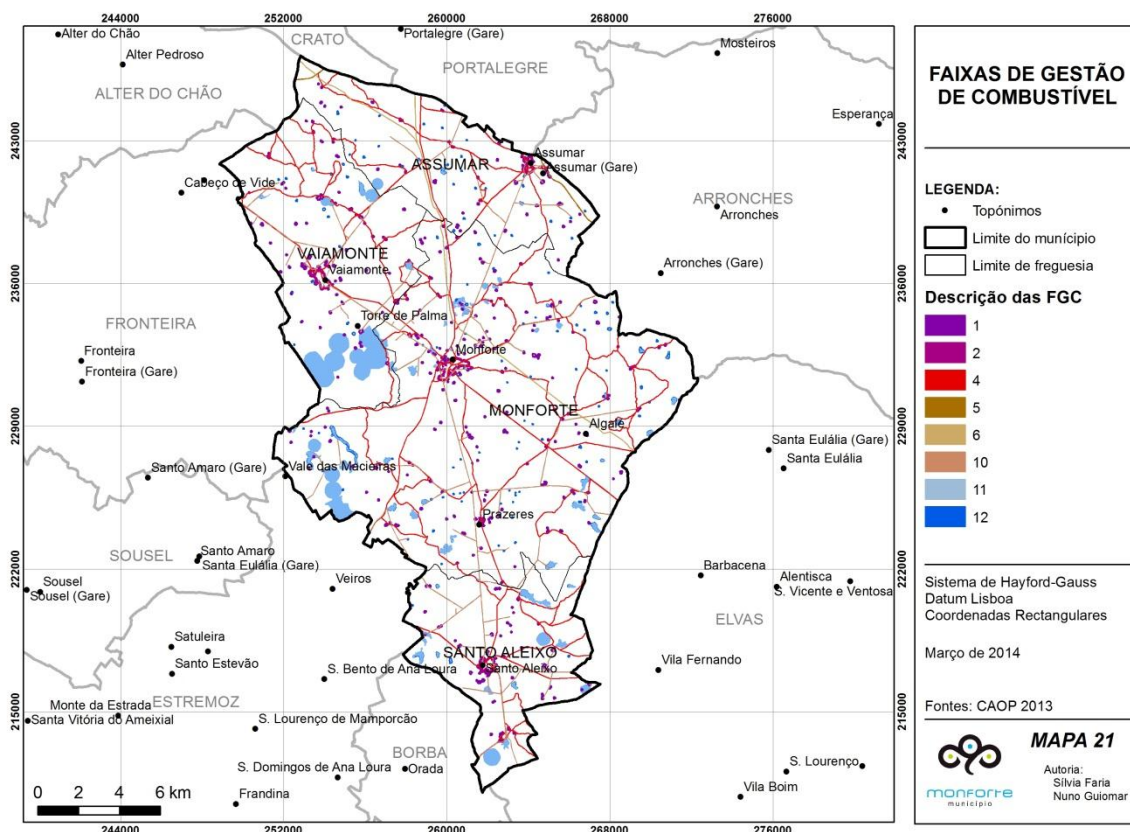 244000
252000
260000
268000
276000
Alter do Chão
CRATO
Portalegre (Gare)
Mosteiros
Alter Pedroso
PORTALEGRE
ALTER DO CHÃO
Esperança
243000
243000
Assumar
ASSUMAR
Assumar (Gare)
Cabeço de Vide
ARRONCHES
Arronches
VAIAMONTE
Vaiamonte
Arronches (Gare)
236000
236000
FRONTEIRA
Torre de Palma
Fronteira
Monforte
Fronteira (Gare)
MONFORTE
229000
229000
Algale
Santa Eulália (Gare)
Santa Eulália
Santo Amaro (Gare)
Vale das Mecieiras
Prazeres
SOUSEL
Santo Amaro
Santa Eulália (Gare)
222000
222000
Sousel
Sousel (Gare)
Veiros
Barbacena
Alentisca
S. Vicente e Ventosa
ELVAS
Satuleira
Santo Estevão
SANTO ALEIXO
Santo Aleixo
S. Bento de Ana Loura
Vila Fernando
Monte da Estrada
ESTREMOZ
Santa Vitória do Ameixial
215000
215000
S. Lourenço de Mamporcão
BORBA
Orada
S. Domingos de Ana Loura
S. Lourenço
Frandina
Vila Boim
0 2 4 6 km
244000
252000
260000
268000
276000
FAIXAS DE GESTÃO
DE COMBUSTÍVEL
LEGENDA:
Topónimos
Limite do munícipio
Limite de freguesia
Descrição das FGC
1
2
4
5
6
10
11
12
Sistema de Hayford-Gauss
Datum Lisboa
Coordenadas Rectangulares
Março de 2014
Fontes: CAOP 2013
monforte
município
MAPA 21
Autoria:
Sílvia Faria
Nuno Guiomar